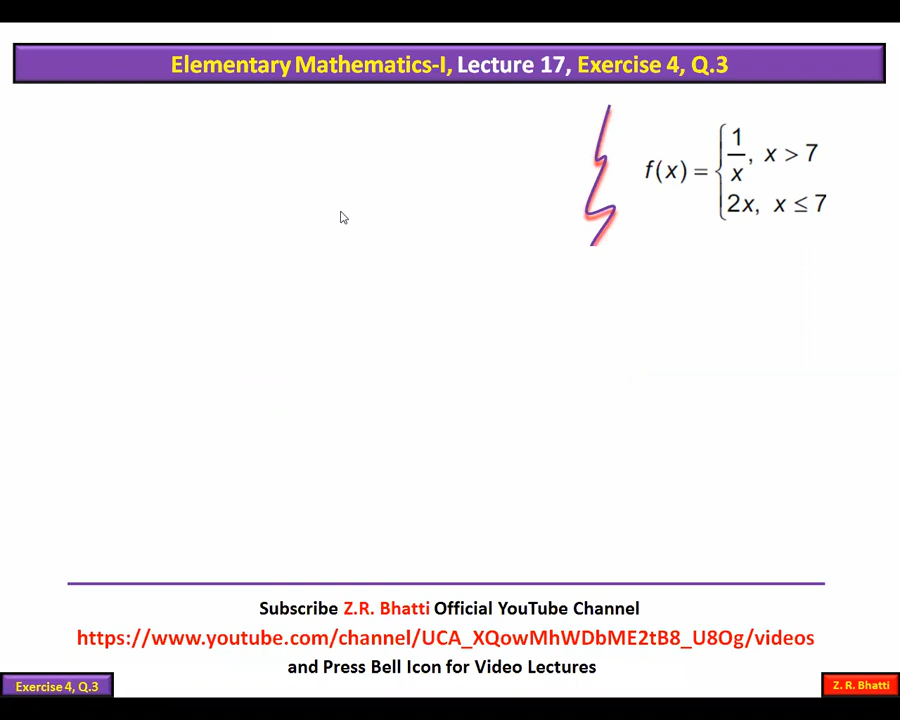 Elementary Mathematics-I, Lecture 17, Exercise 4, Q.3
f(x) = { 1/x, x > 7
2x, x ≤ 7
Subscribe Z.R. Bhatti Official YouTube Channel
https://www.youtube.com/channel/UCA_XQowMhWDbME2tB8_U8Og/videos
and Press Bell Icon for Video Lectures
Exercise 4, Q.3
Z. R. Bhatti